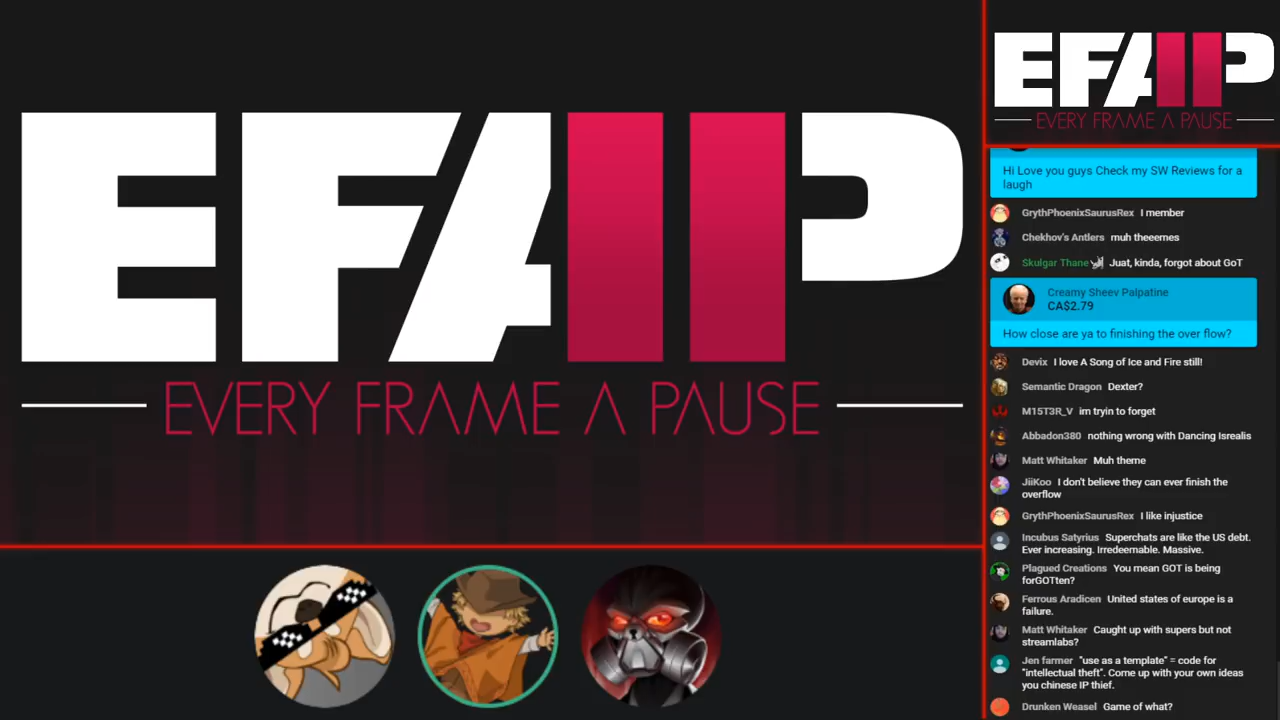 EFAP
EVERY FRAME A PAUSE
EFAP
EVERY FRAME A PAUSE
Hi Love you guys Check my SW Reviews for a
laugh
GrythPhoenixSaurusRex I member
Chekhov's Antlers muh theeemes
Skulgar Thane Juat, kinda, forgot about GoT
Creamy Sheev Palpatine
CA$2.79
How close are ya to finishing the over flow?
Devix I love A Song of Ice and Fire still!
Semantic Dragon Dexter?
M15T3R_V im tryin to forget
Abbadon380 nothing wrong with Dancing Isrealis
Matt Whitaker Muh theme
JiiKoo I don't believe they can ever finish the
overflow
GrythPhoenixSaurusRex I like injustice
Incubus Satyrius Superchats are like the US debt.
Ever increasing. Irredeemable. Massive.
Plagued Creations You mean GOT is being
forGOTten?
Ferrous Aradicen United states of europe is a
failure.
Matt Whitaker Caught up with supers but not
streamlabs?
Jen farmer "use as a template" = code for
"intellectual theft". Come up with your own ideas
you chinese IP thief.
Drunken Weasel Game of what?